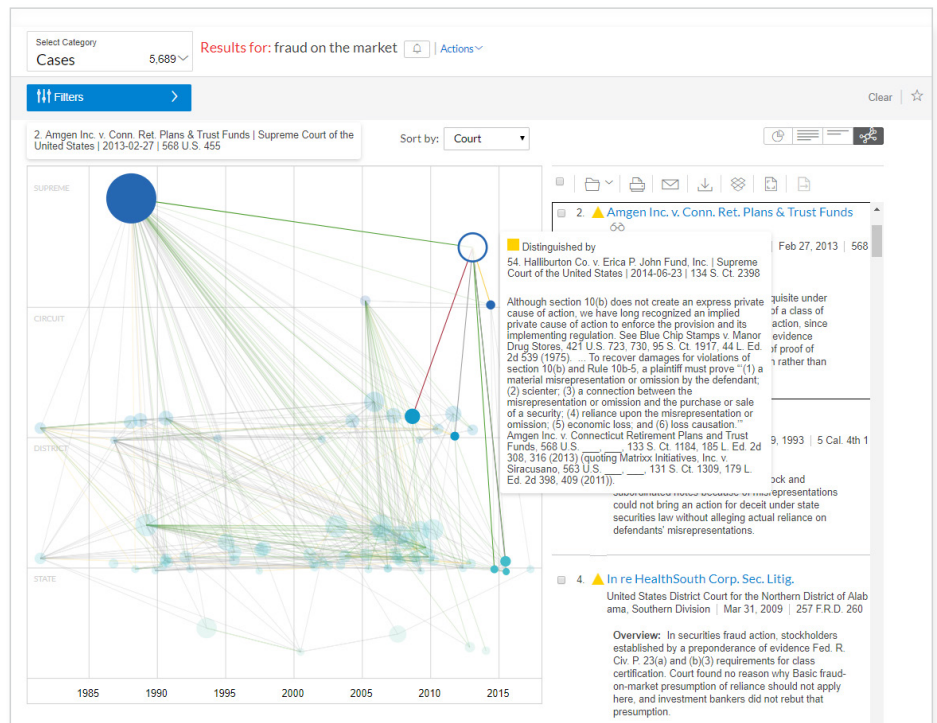 Select Category
Cases 5,689
Results for: fraud on the market
Actions
Filters
Clear
2. Amgen Inc. v. Conn. Ret. Plans & Trust Funds | Supreme Court of the
United States | 2013-02-27 | 568 U.S. 455
Sort by: Court
SUPREME
CIRCUIT
DISTRICT
STATE
1985 1990 1995 2000 2005 2010 2015
2. Amgen Inc. v. Conn. Ret. Plans & Trust Funds
Feb 27, 2013 | 568
Distinguished by
54. Halliburton Co. v. Erica P. John Fund, Inc. | Supreme
Court of the United States | 2014-06-23 | 134 S. Ct. 2398
Although section 10(b) does not create an express private
cause of action, we have long recognized an implied
private cause of action to enforce the provision and its
implementing regulation. See Blue Chip Stamps v. Manor
Drug Stores, 421 U.S. 723, 730, 95 S. Ct. 1917, 44 L. Ed.
2d 539 (1975). ... To recover damages for violations of
section 10(b) and Rule 10b-5, a plaintiff must prove "'(1) a
material misrepresentation or omission by the defendant;
(2) scienter; (3) a connection between the
misrepresentation or omission and the purchase or sale
of a security; (4) reliance upon the misrepresentation or
omission; (5) economic loss; and (6) loss causation.'"
Amgen Inc. v. Connecticut Retirement Plans and Trust
Funds, 568 U.S. ___, ___, 133 S. Ct. 1184, 185 L. Ed. 2d
308, 316 (2013) (quoting Matrixx Initiatives, Inc. v.
Siracusano, 563 U.S. ___, ___, 131 S. Ct. 1309, 179 L.
Ed. 2d 398, 409 (2011)).
quisite under
of a class of
action, since
evidence
of proof of
rather than
9, 1993 | 5 Cal. 4th 1
ock and
subordinated notes because of misrepresentations
could not bring an action for deceit under state
securities law without alleging actual reliance on
defendants' misrepresentations.
4. In re HealthSouth Corp. Sec. Litig.
United States District Court for the Northern District of Alab
ama, Southern Division | Mar 31, 2009 | 257 F.R.D. 260
Overview: In securities fraud action, stockholders
established by a preponderance of evidence Fed. R.
Civ. P. 23(a) and (b)(3) requirements for class
certification. Court found no reason why Basic fraud-
on-market presumption of reliance should not apply
here, and investment bankers did not rebut that
presumption.